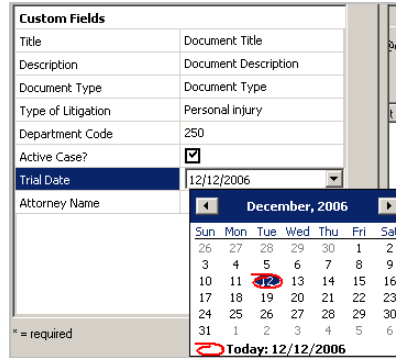 Custom Fields
Title Document Title
Description Document Description
Document Type Document Type
Type of Litigation Personal injury
Department Code 250
Active Case?
Trial Date 12/12/2006
Attorney Name
December, 2006
Sun Mon Tue Wed Thu Fri Sat
26 27 28 29 30 1 2
3 4 5 6 7 8 9
10 11 12 13 14 15 16
17 18 19 20 21 22 23
24 25 26 27 28 29 30
31 1 2 3 4 5 6
* = required
Today: 12/12/2006